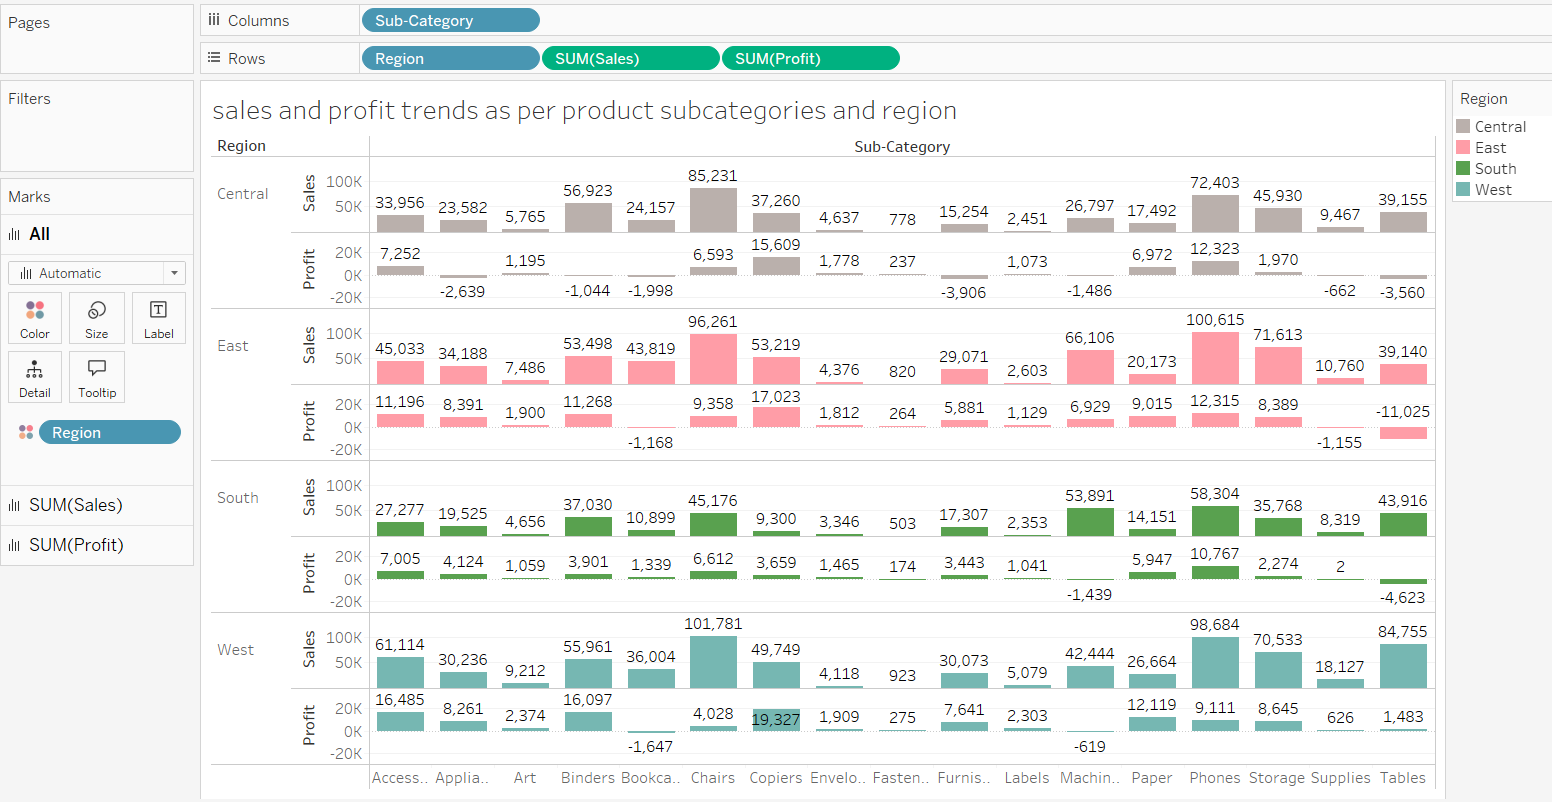 Pages
Columns
Sub-Category
Rows
Region
SUM(Sales)
SUM(Profit)
Filters
Marks
All
Automatic
Color
Size
Label
Detail
Tooltip
Region
SUM(Sales)
SUM(Profit)
sales and profit trends as per product subcategories and region
Region
Sub-Category
Central
Sales
100K
50K
33,956 23,582 5,765 56,923 24,157 85,231 37,260 4,637 778 15,254 2,451 26,797 17,492 72,403 45,930 9,467 39,155
Profit
20K
0K
-20K
7,252 -2,639 1,195 -1,044 -1,998 6,593 15,609 1,778 237 -3,906 1,073 -1,486 6,972 12,323 1,970 -662 -3,560
East
Sales
100K
50K
45,033 34,188 7,486 53,498 43,819 96,261 53,219 4,376 820 29,071 2,603 66,106 20,173 100,615 71,613 10,760 39,140
Profit
20K
0K
-20K
11,196 8,391 1,900 11,268 -1,168 9,358 17,023 1,812 264 5,881 1,129 6,929 9,015 12,315 8,389 -1,155 -11,025
South
Sales
100K
50K
27,277 19,525 4,656 37,030 10,899 45,176 9,300 3,346 503 17,307 2,353 53,891 14,151 58,304 35,768 8,319 43,916
Profit
20K
0K
-20K
7,005 4,124 1,059 3,901 1,339 6,612 3,659 1,465 174 3,443 1,041 -1,439 5,947 10,767 2,274 2 -4,623
West
Sales
100K
50K
61,114 30,236 9,212 55,961 36,004 101,781 49,749 4,118 923 30,073 5,079 42,444 26,664 98,684 70,533 18,127 84,755
Profit
20K
0K
-20K
16,485 8,261 2,374 16,097 -1,647 4,028 19,327 1,909 275 7,641 2,303 -619 12,119 9,111 8,645 626 1,483
Access.. Applia.. Art Binders Bookca.. Chairs Copiers Envelo.. Fasten.. Furnis.. Labels Machin.. Paper Phones Storage Supplies Tables
Region
Central
East
South
West